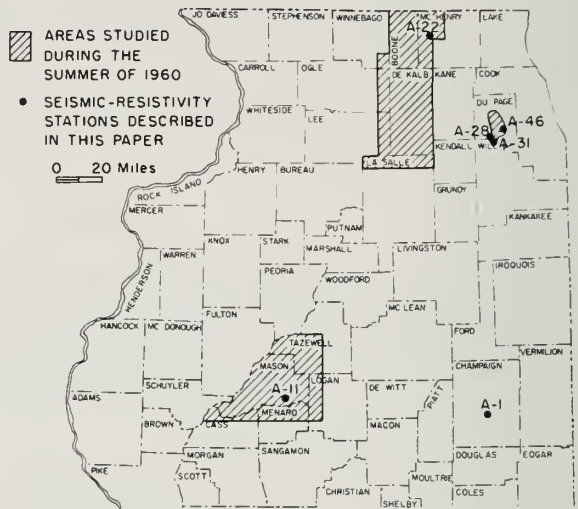 AREAS STUDIED
DURING THE
SUMMER OF 1960
SEISMIC-RESISTIVITY
STATIONS DESCRIBED
IN THIS PAPER
0 20 Miles
JO DAVIESS
STEPHENSON
WINNEBAGO
BOONE
MC HENRY
LAKE
A-22
CARROLL
OGLE
DE KALB
KANE
COOK
DU PAGE
WHITESIDE
LEE
A-28
A-46
A-31
KENDALL
WILL
LA SALLE
ROCK ISLAND
HENRY
BUREAU
GRUNDY
MERCER
KANKAKEE
PUTNAM
KNOX
STARK
MARSHALL
LIVINGSTON
WARREN
HENDERSON
PEORIA
WOODFORD
IROQUOIS
FULTON
MC LEAN
HANCOCK
MC DONOUGH
TAZEWELL
FORD
VERMILION
MASON
LOGAN
CHAMPAIGN
SCHUYLER
A-11
DE WITT
PIATT
A-1
ADAMS
MENARD
BROWN
CASS
MACON
MORGAN
SANGAMON
DOUGLAS
EDGAR
PIKE
SCOTT
MOULTRIE
CHRISTIAN
SHELBY
COLES